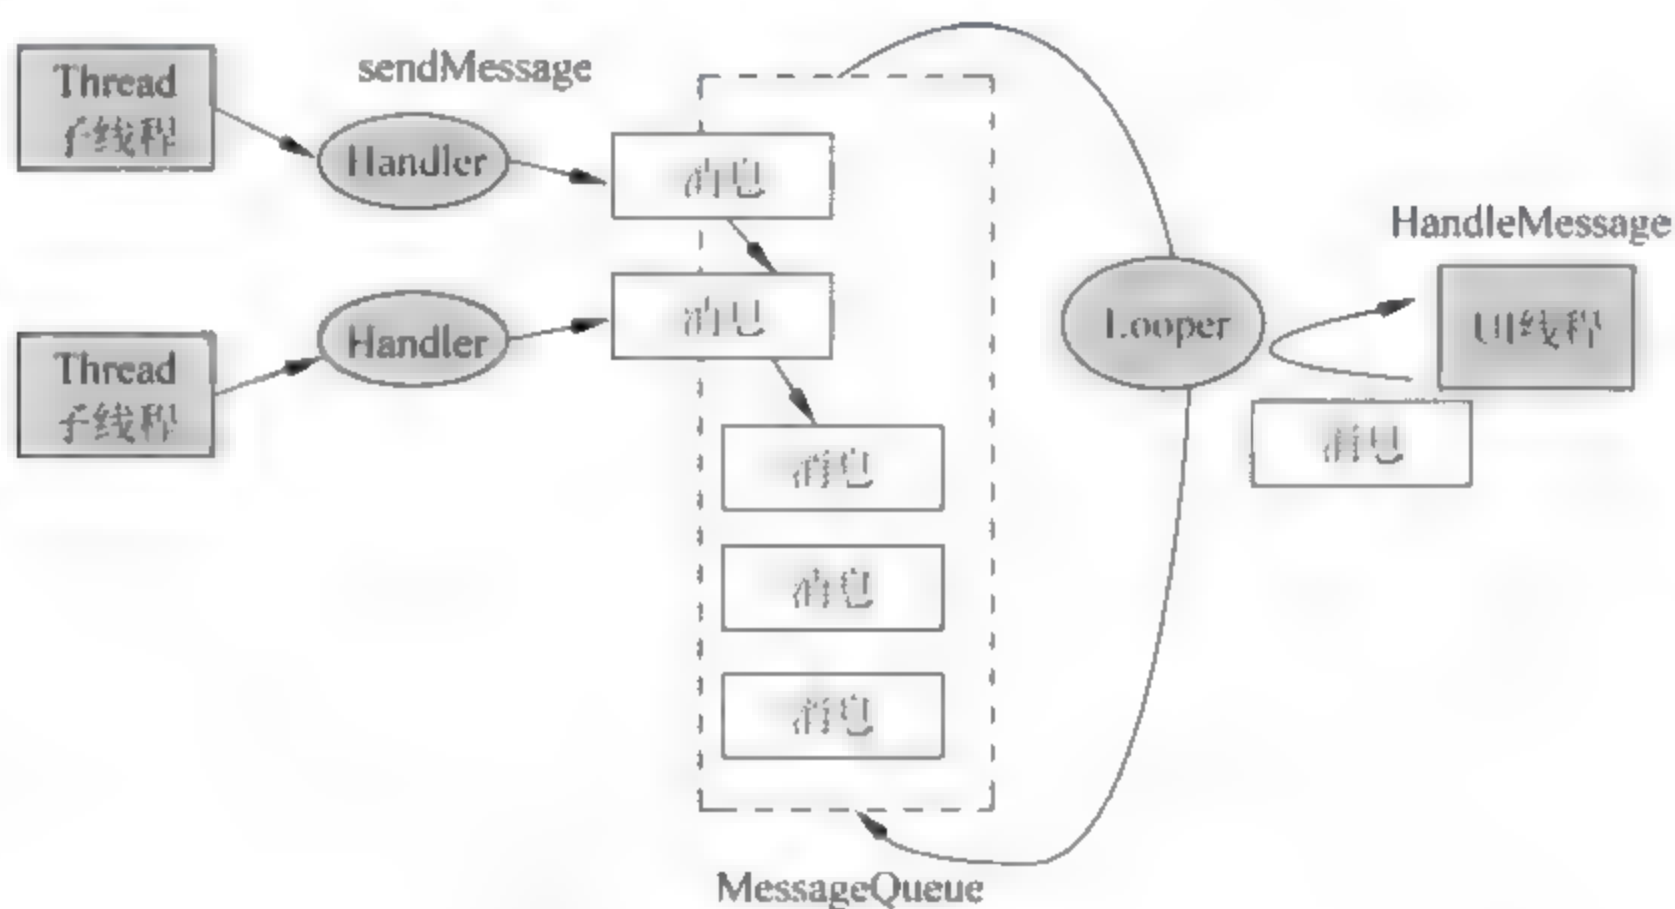 Thread
子线程
sendMessage
Handler
消息
HandleMessage
Looper
UI线程
消息
Handler
Thread
子线程
消息
消息
消息
消息
MessageQueue